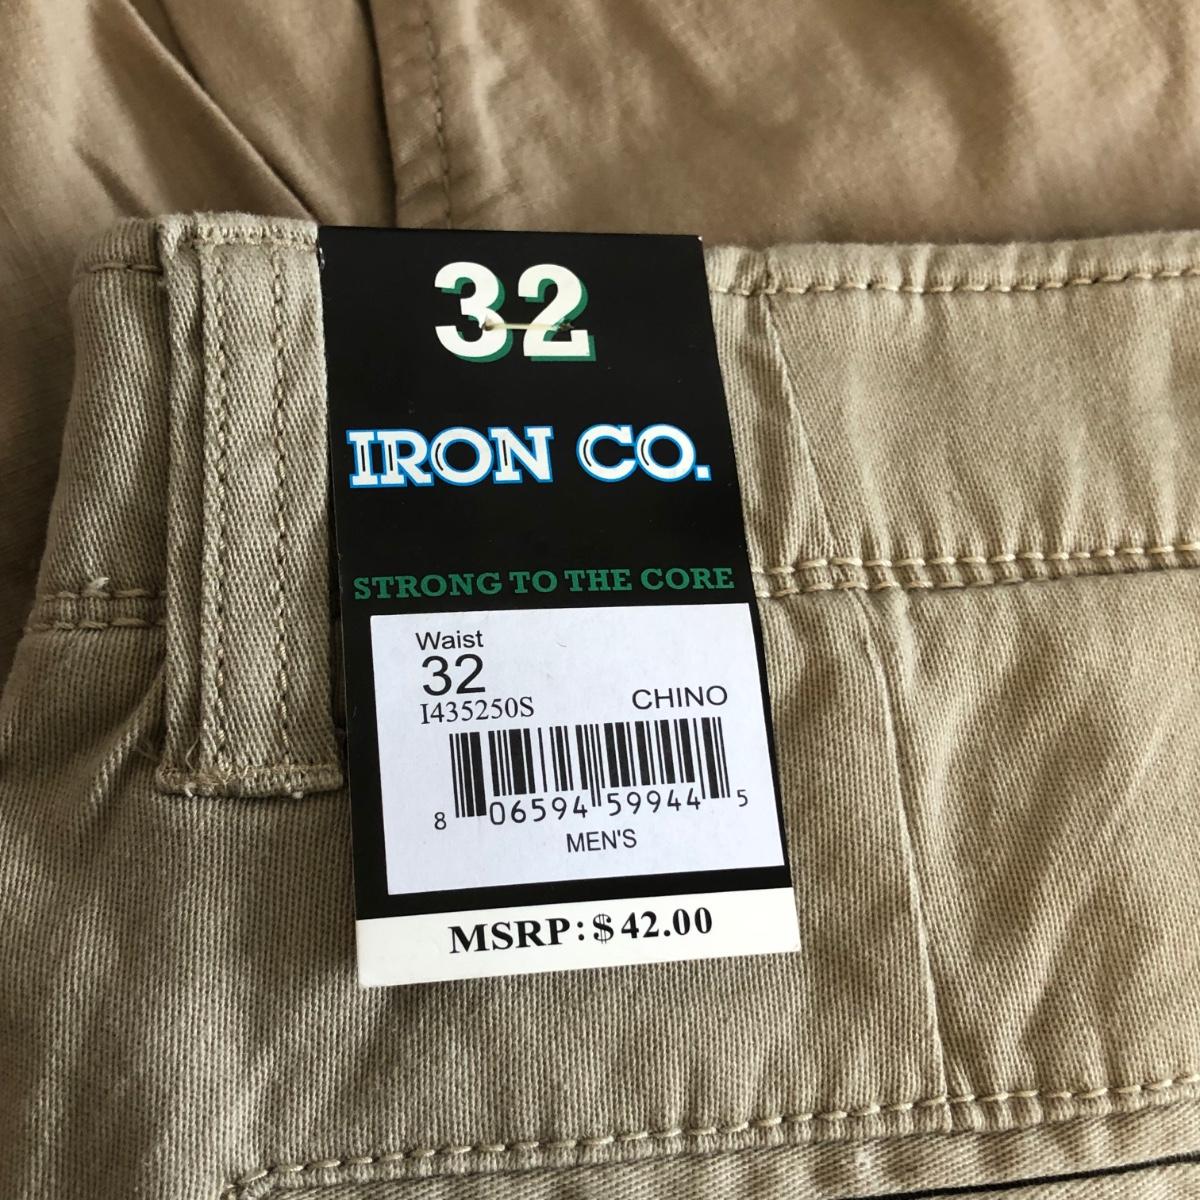 32
IRON CO.
STRONG TO THE CORE
Waist
32
I435250S CHINO
8 06594 59944 5
MEN'S
MSRP: $42.00